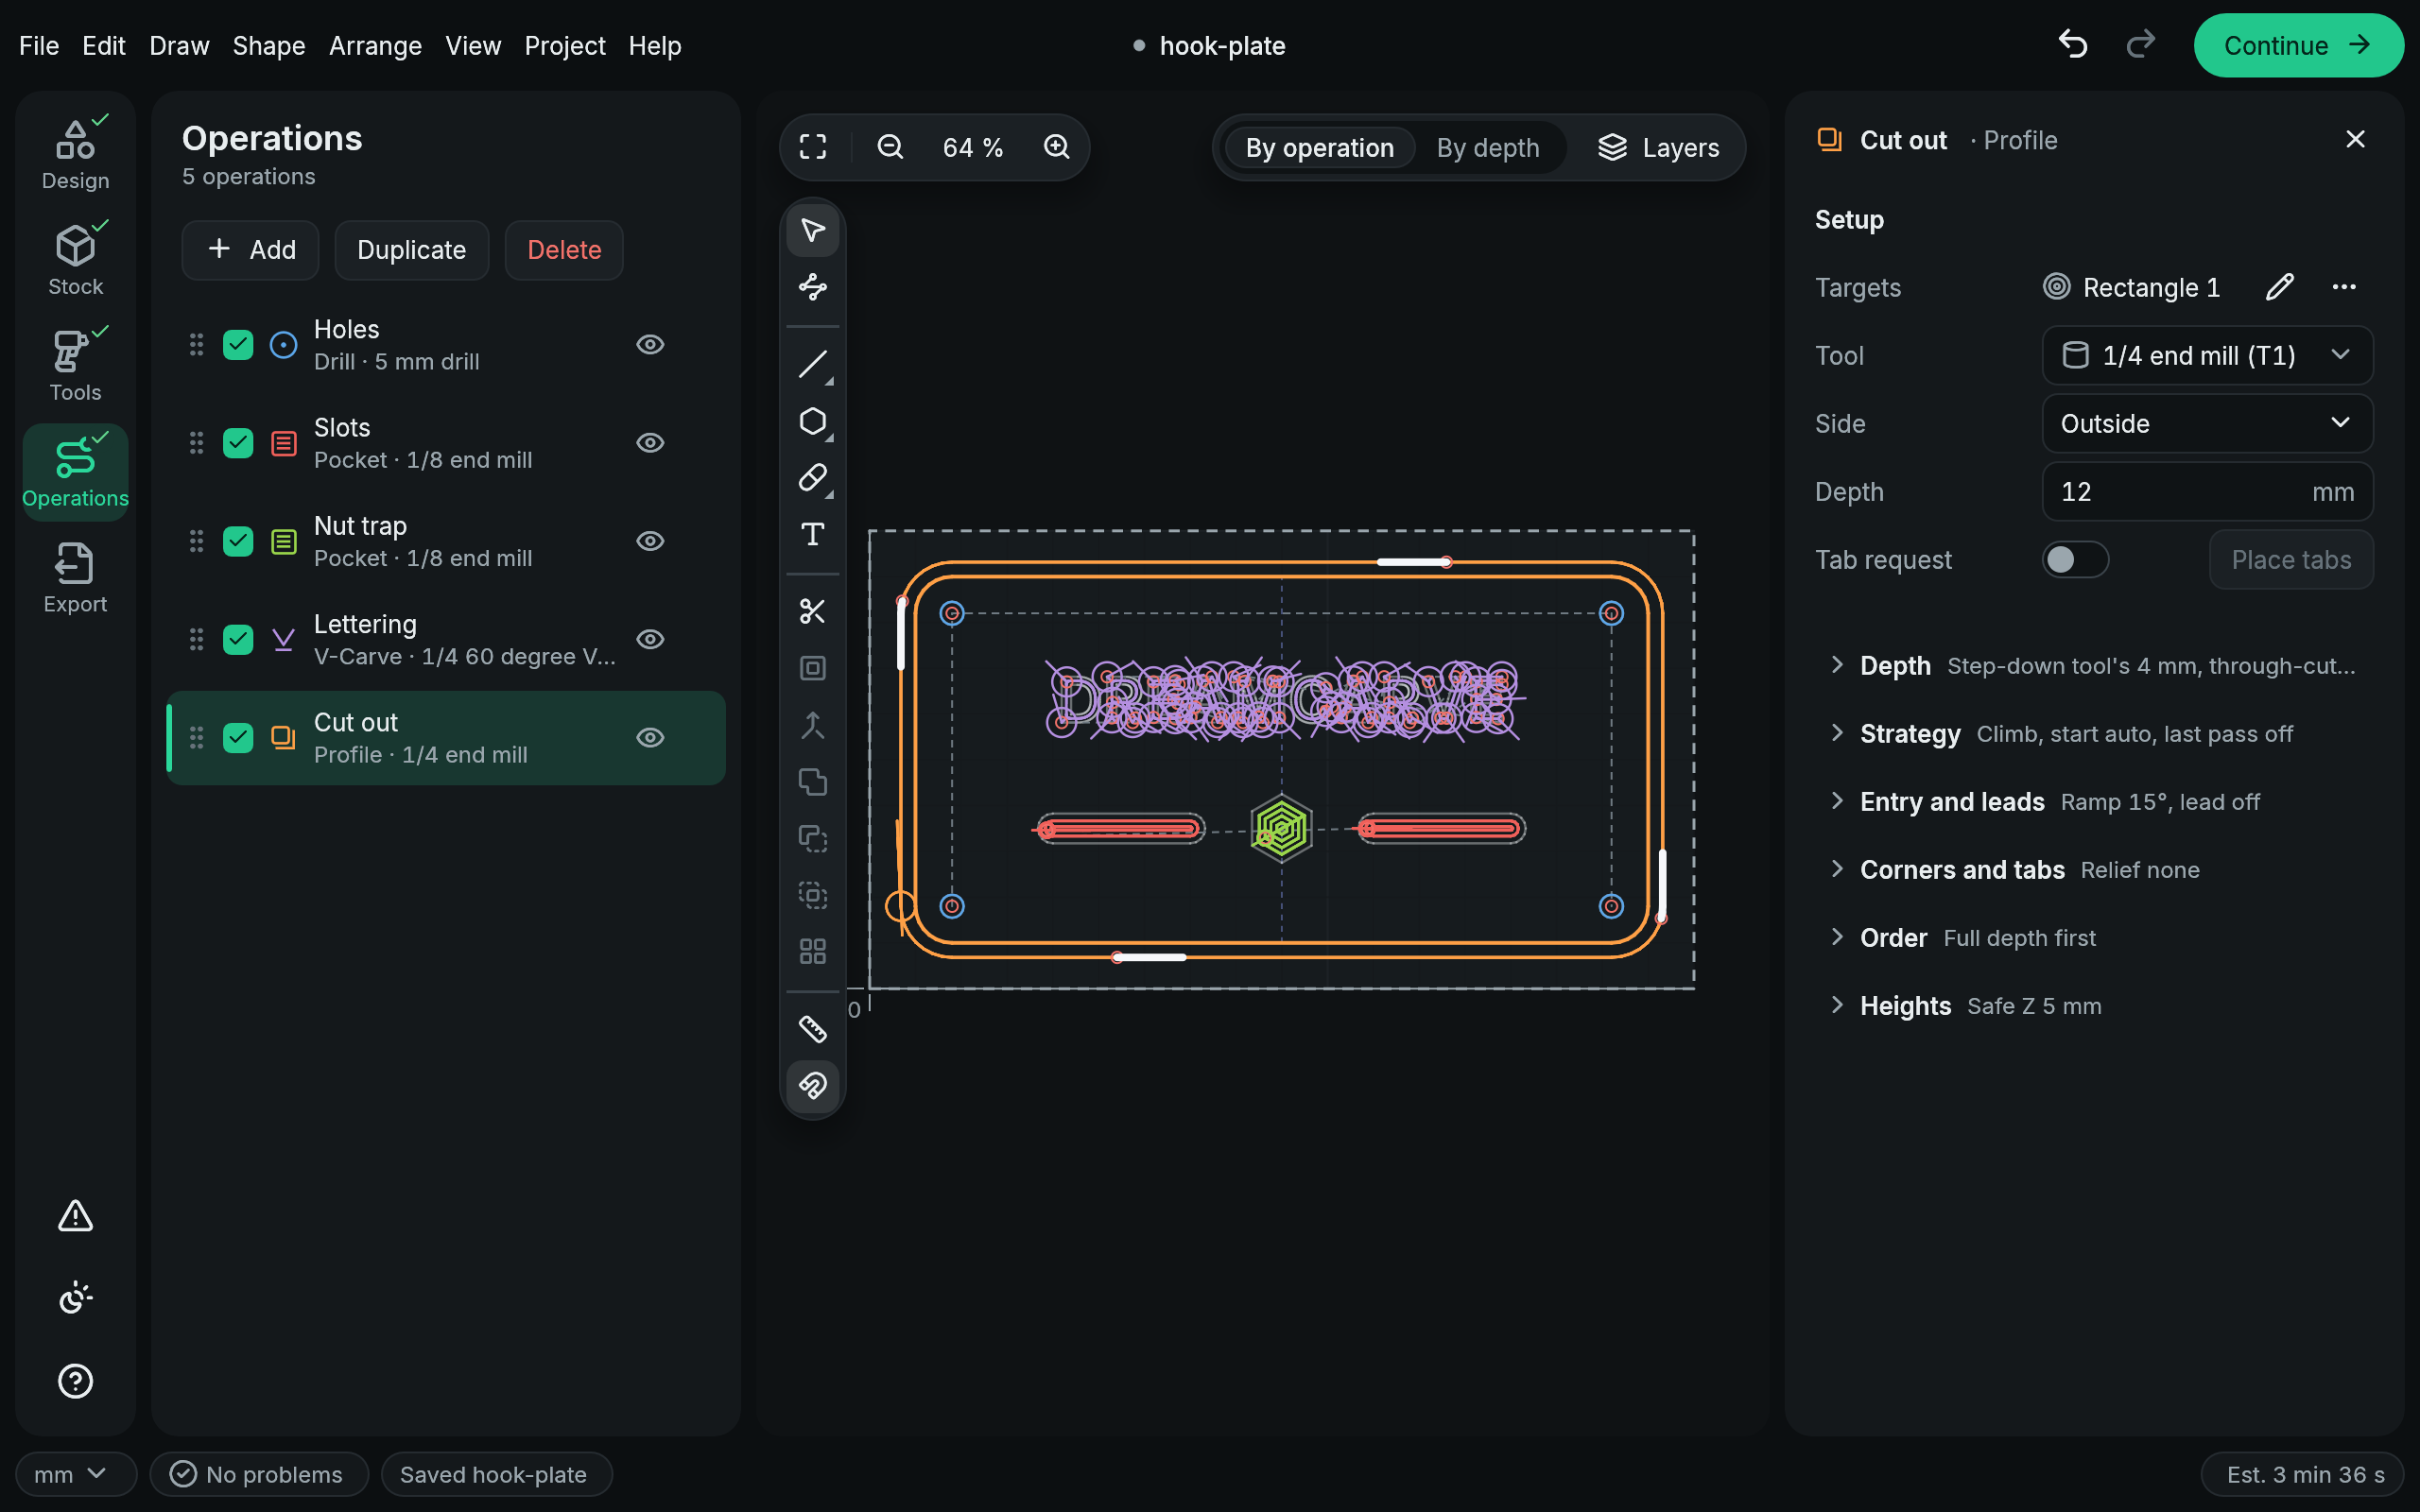 File Edit Draw Shape Arrange View Project Help
hook-plate
Continue
Design
Stock
Tools
Operations
Export
Operations
5 operations
Add
Duplicate
Delete
Holes
Drill · 5 mm drill
Slots
Pocket · 1/8 end mill
Nut trap
Pocket · 1/8 end mill
Lettering
V-Carve · 1/4 60 degree V...
Cut out
Profile · 1/4 end mill
64 %
By operation
By depth
Layers
0
Cut out · Profile
Setup
Targets Rectangle 1
Tool 1/4 end mill (T1)
Side Outside
Depth 12 mm
Tab request Place tabs
Depth Step-down tool's 4 mm, through-cut...
Strategy Climb, start auto, last pass off
Entry and leads Ramp 15°, lead off
Corners and tabs Relief none
Order Full depth first
Heights Safe Z 5 mm
mm
No problems
Saved hook-plate
Est. 3 min 36 s